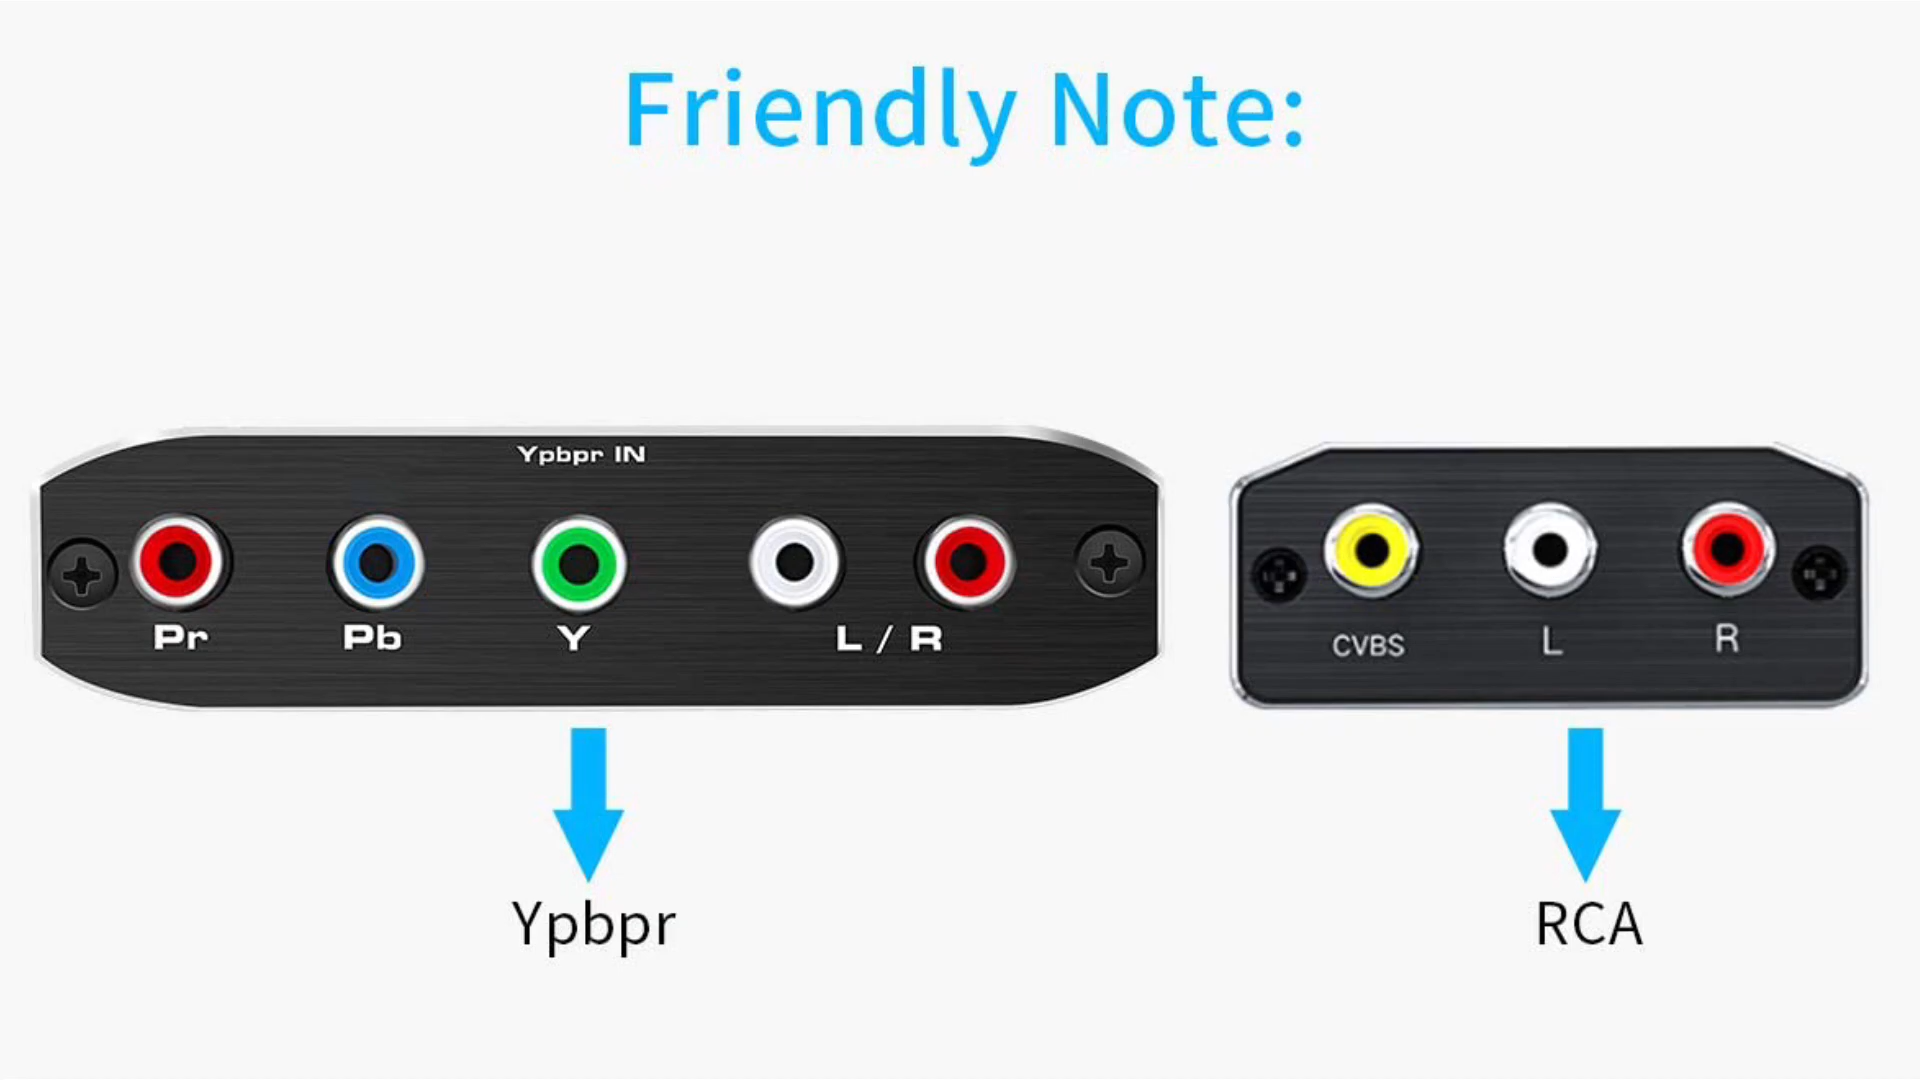 Friendly Note:
Ypbpr IN
Pr Pb Y L / R
CVBS L R
Ypbpr
RCA